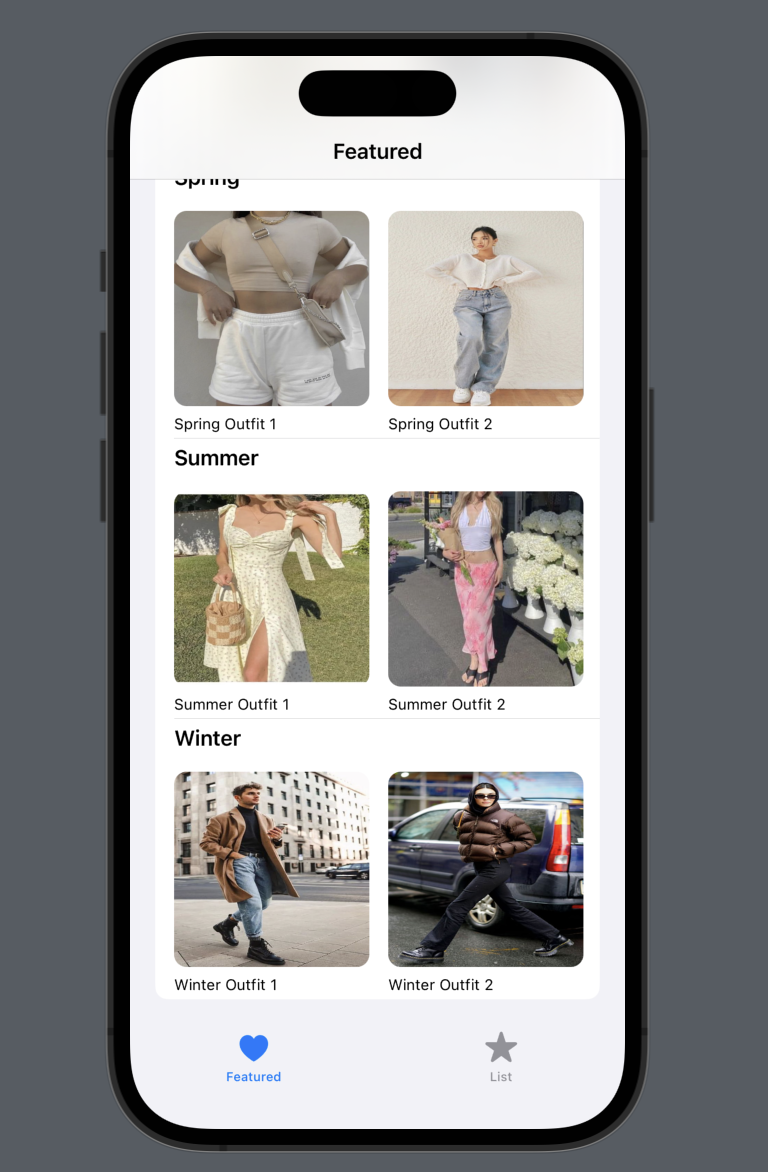 Featured
Spring
Spring Outfit 1
Spring Outfit 2
Summer
Summer Outfit 1
Summer Outfit 2
Winter
Winter Outfit 1
Winter Outfit 2
Featured
List